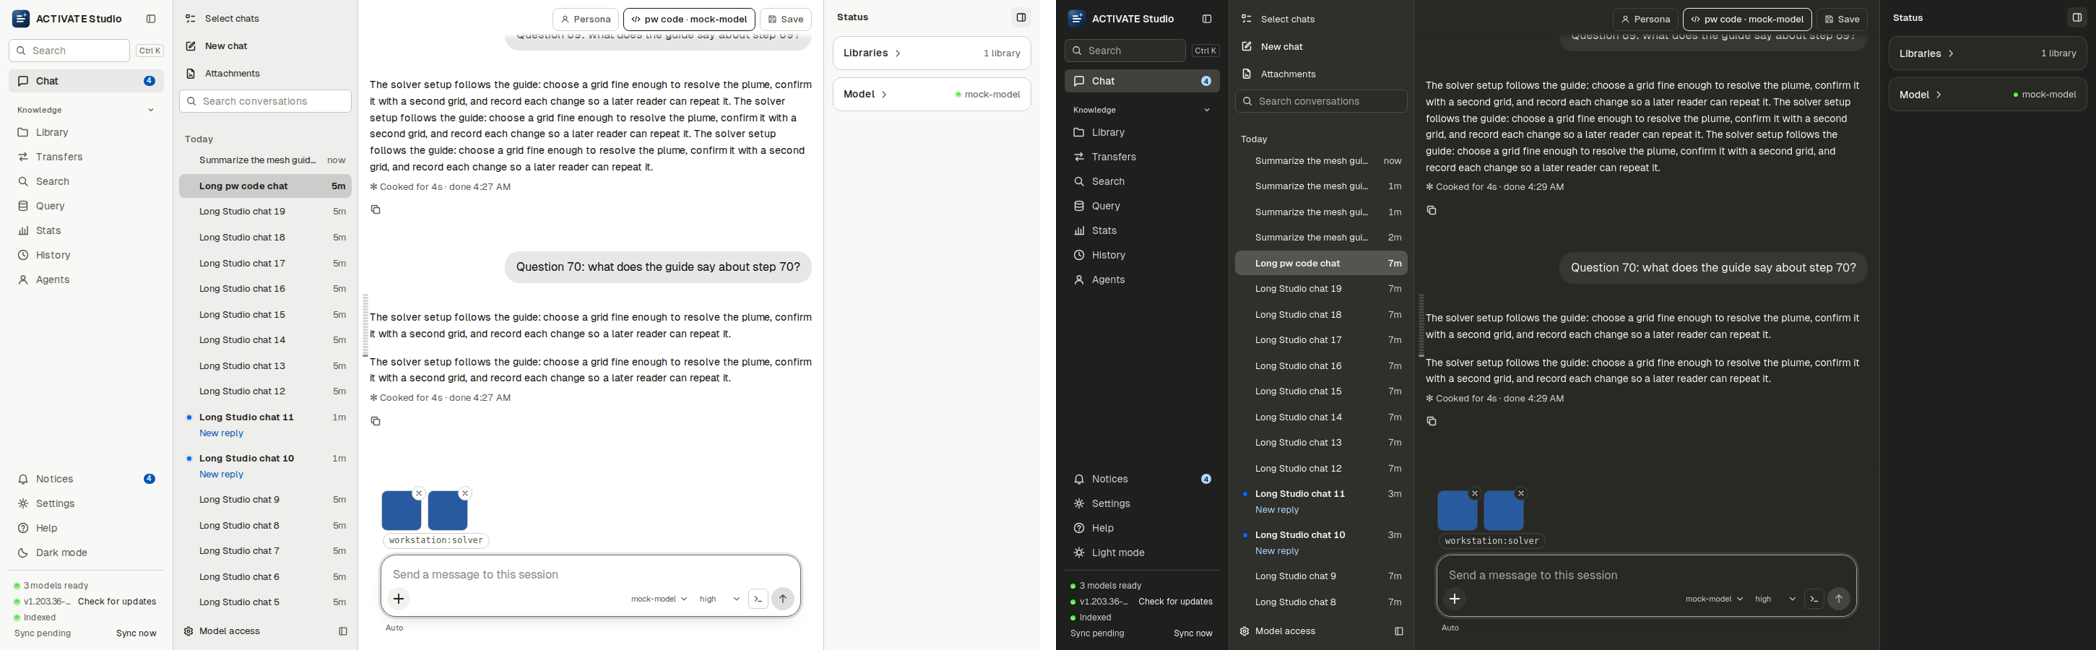 ACTIVATE Studio
Search
Ctrl K
Chat
4
Knowledge
Library
Transfers
Search
Query
Stats
History
Agents
Notices
4
Settings
Help
Dark mode
3 models ready
v1.203.36-... Check for updates
Indexed
Sync pending Sync now
Select chats
New chat
Attachments
Search conversations
Today
Summarize the mesh guid... now
Long pw code chat 5m
Long Studio chat 19 5m
Long Studio chat 18 5m
Long Studio chat 17 5m
Long Studio chat 16 5m
Long Studio chat 15 5m
Long Studio chat 14 5m
Long Studio chat 13 5m
Long Studio chat 12 5m
Long Studio chat 11 1m
New reply
Long Studio chat 10 1m
New reply
Long Studio chat 9 5m
Long Studio chat 8 5m
Long Studio chat 7 5m
Long Studio chat 6 5m
Long Studio chat 5 5m
Model access
Persona
pw code · mock-model
Save
Question 69: what does the guide say about step 69?
The solver setup follows the guide: choose a grid fine enough to resolve the plume, confirm
it with a second grid, and record each change so a later reader can repeat it. The solver
setup follows the guide: choose a grid fine enough to resolve the plume, confirm it with a
second grid, and record each change so a later reader can repeat it. The solver setup
follows the guide: choose a grid fine enough to resolve the plume, confirm it with a second
grid, and record each change so a later reader can repeat it.
✻ Cooked for 4s · done 4:27 AM
Question 70: what does the guide say about step 70?
The solver setup follows the guide: choose a grid fine enough to resolve the plume, confirm
it with a second grid, and record each change so a later reader can repeat it.
The solver setup follows the guide: choose a grid fine enough to resolve the plume, confirm
it with a second grid, and record each change so a later reader can repeat it.
✻ Cooked for 4s · done 4:27 AM
workstation:solver
Send a message to this session
mock-model
high
Auto
Status
Libraries 1 library
Model mock-model
ACTIVATE Studio
Search
Ctrl K
Chat
4
Knowledge
Library
Transfers
Search
Query
Stats
History
Agents
Notices
4
Settings
Help
Light mode
3 models ready
v1.203.36-... Check for updates
Indexed
Sync pending Sync now
Select chats
New chat
Attachments
Search conversations
Today
Summarize the mesh gui... now
Summarize the mesh gui... 1m
Summarize the mesh gui... 1m
Summarize the mesh gui... 2m
Long pw code chat 7m
Long Studio chat 19 7m
Long Studio chat 18 7m
Long Studio chat 17 7m
Long Studio chat 16 7m
Long Studio chat 15 7m
Long Studio chat 14 7m
Long Studio chat 13 7m
Long Studio chat 12 7m
Long Studio chat 11 3m
New reply
Long Studio chat 10 3m
New reply
Long Studio chat 9 7m
Long Studio chat 8 7m
Model access
Persona
pw code · mock-model
Save
Question 69: what does the guide say about step 69?
The solver setup follows the guide: choose a grid fine enough to resolve the plume, confirm it
with a second grid, and record each change so a later reader can repeat it. The solver setup
follows the guide: choose a grid fine enough to resolve the plume, confirm it with a second
grid, and record each change so a later reader can repeat it. The solver setup follows the
guide: choose a grid fine enough to resolve the plume, confirm it with a second grid, and
record each change so a later reader can repeat it.
✻ Cooked for 4s · done 4:29 AM
Question 70: what does the guide say about step 70?
The solver setup follows the guide: choose a grid fine enough to resolve the plume, confirm it
with a second grid, and record each change so a later reader can repeat it.
The solver setup follows the guide: choose a grid fine enough to resolve the plume, confirm it
with a second grid, and record each change so a later reader can repeat it.
✻ Cooked for 4s · done 4:29 AM
workstation:solver
Send a message to this session
mock-model
high
Auto
Status
Libraries 1 library
Model mock-model